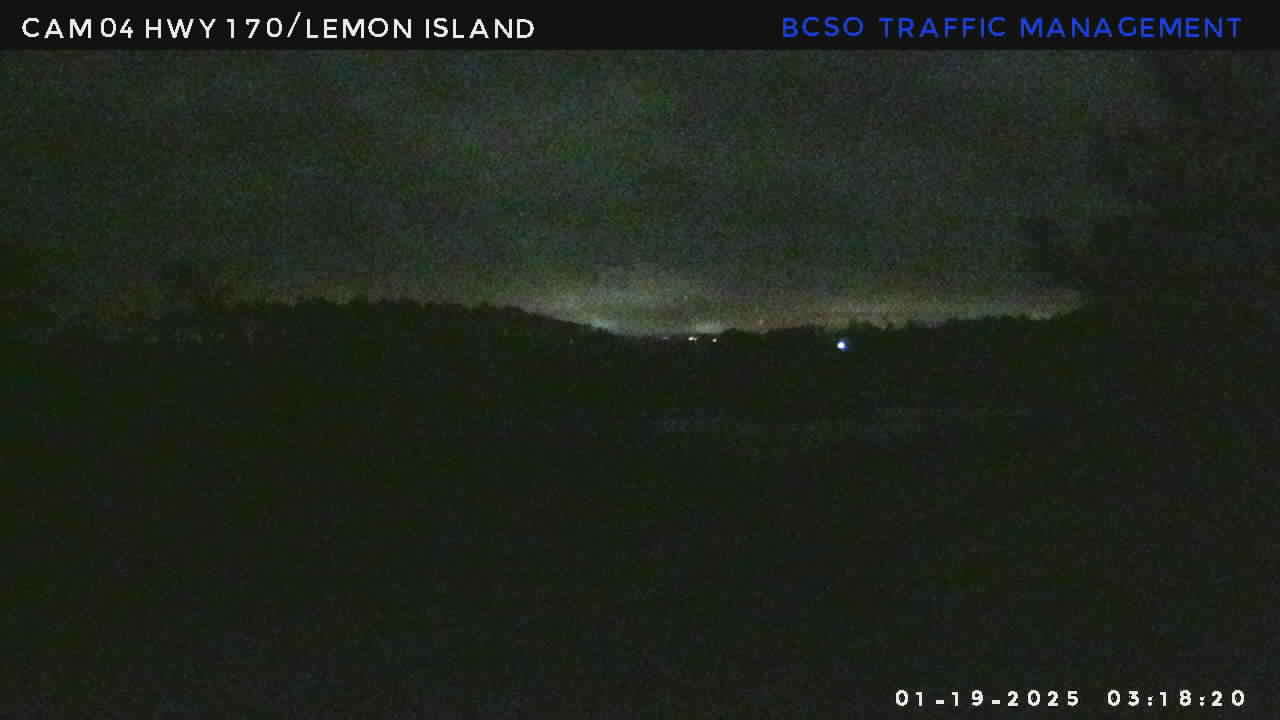 CAM04 HWY 170/LEMON ISLAND
BCSO TRAFFIC MANAGEMENT
01-19-2025 03:18:20